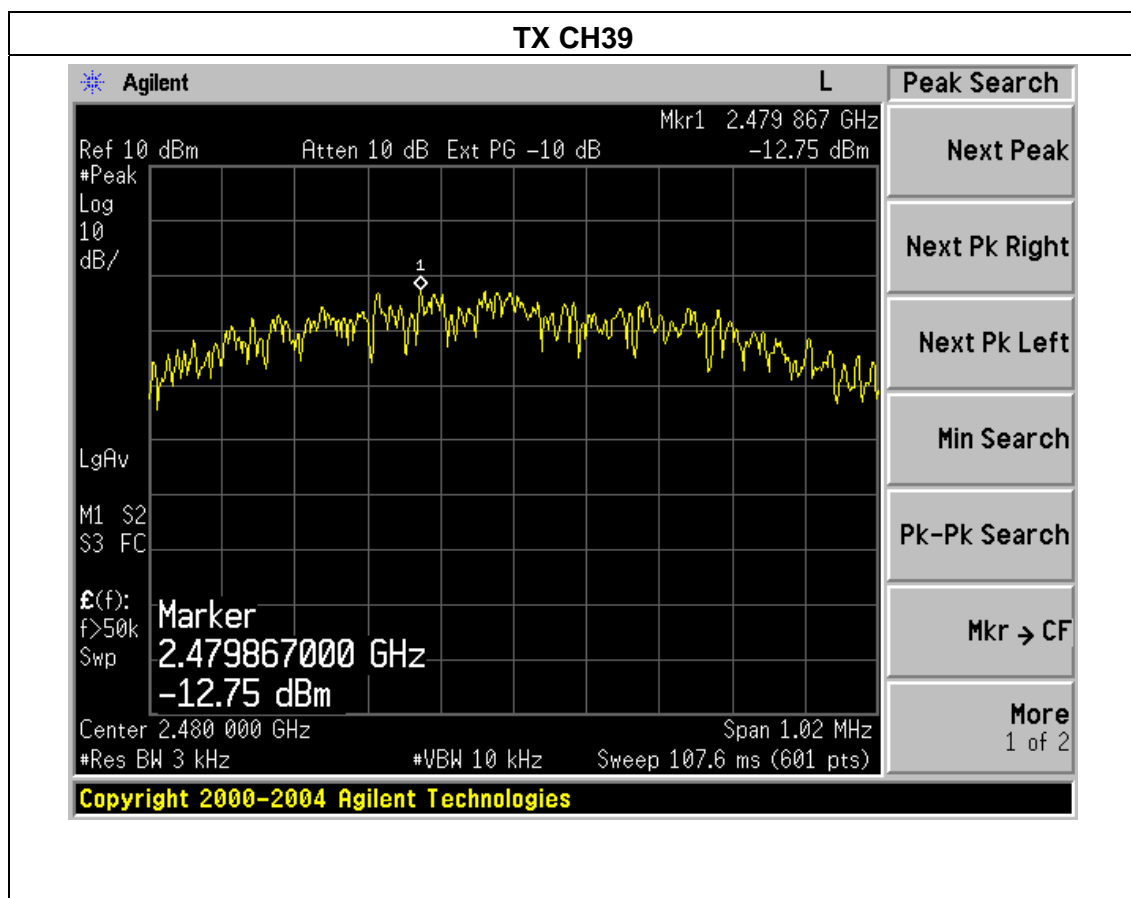 TX CH39
Agilent L Peak Search
Mkr1 2.479 867 GHz
Ref 10 dBm Atten 10 dB Ext PG -10 dB -12.75 dBm
#Peak
Log
10
dB/
1
LgAv
M1 S2
S3 FC
£(f):
f>50k
Swp
Marker
2.479867000 GHz
-12.75 dBm
Center 2.480 000 GHz Span 1.02 MHz
#Res BW 3 kHz #VBW 10 kHz Sweep 107.6 ms (601 pts)
Copyright 2000-2004 Agilent Technologies
Next Peak
Next Pk Right
Next Pk Left
Min Search
Pk-Pk Search
Mkr → CF
More
1 of 2